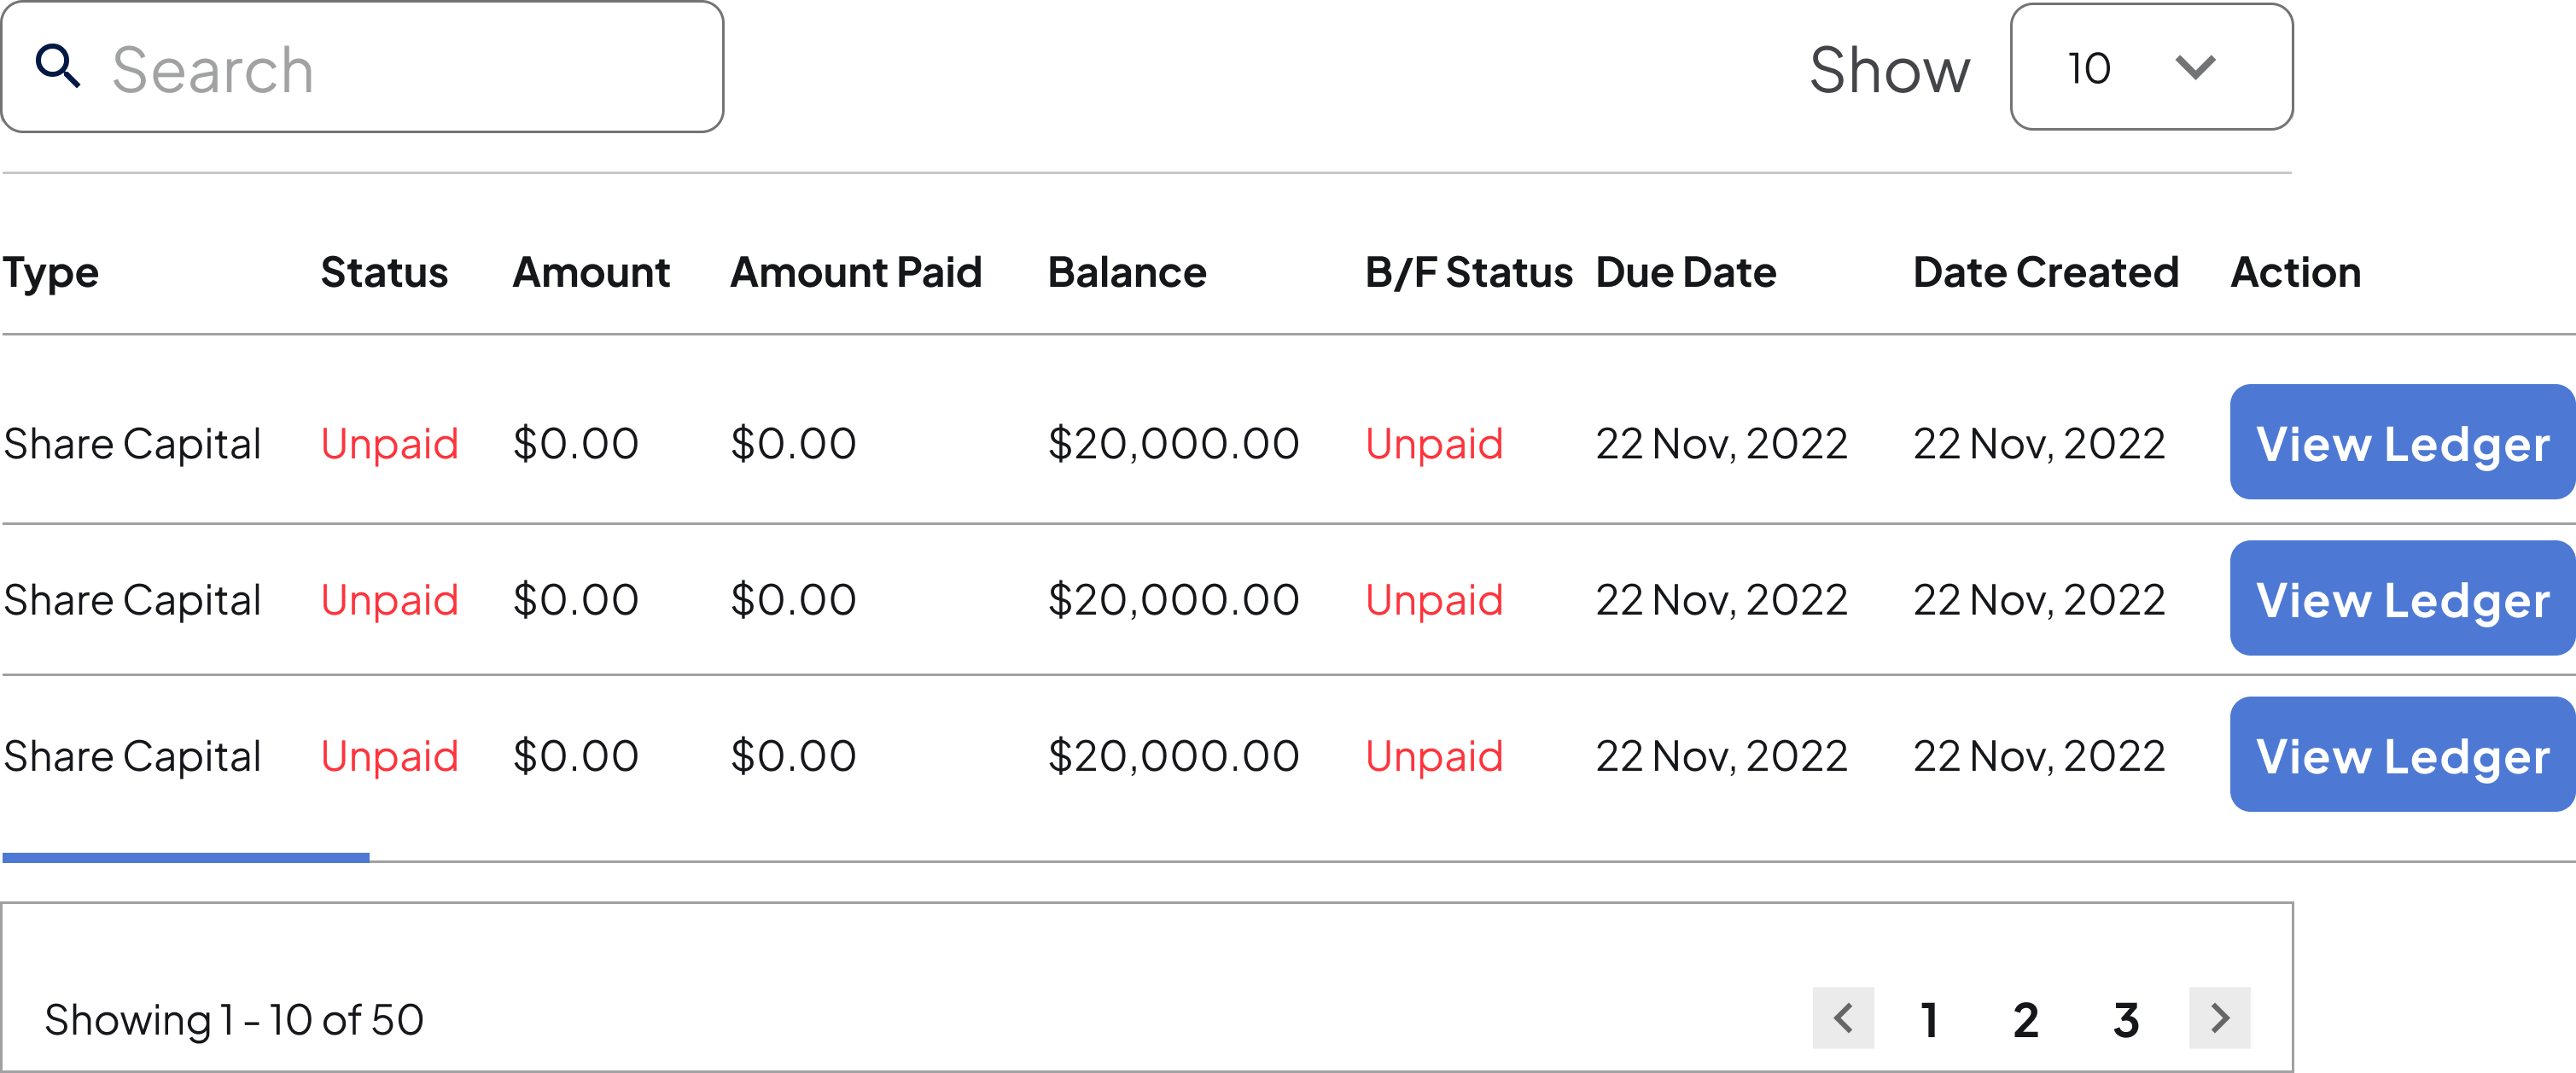 Search Show 10
Type Status Amount Amount Paid Balance B/F Status Due Date Date Created Action
Share Capital Unpaid $0.00 $0.00 $20,000.00 Unpaid 22 Nov, 2022 22 Nov, 2022 View Ledger
Share Capital Unpaid $0.00 $0.00 $20,000.00 Unpaid 22 Nov, 2022 22 Nov, 2022 View Ledger
Share Capital Unpaid $0.00 $0.00 $20,000.00 Unpaid 22 Nov, 2022 22 Nov, 2022 View Ledger
Showing 1 - 10 of 50 1 2 3